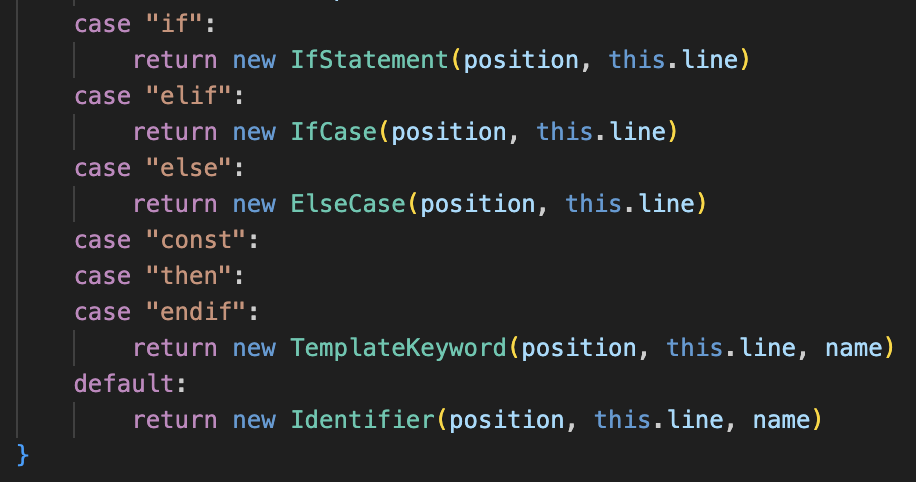 case "if":
return new IfStatement(position, this.line)
case "elif":
return new IfCase(position, this.line)
case "else":
return new ElseCase(position, this.line)
case "const":
case "then":
case "endif":
return new TemplateKeyword(position, this.line, name)
default:
return new Identifier(position, this.line, name)
}